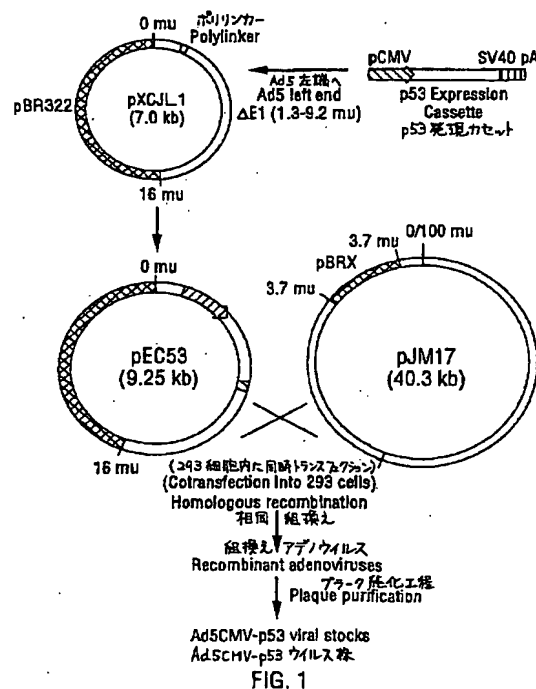 0 mu
ポリリンカー
Polylinker
pCMV
SV40 pA
Ad5 左端へ
Ad5 left end
ΔE1 (1.3-9.2 mu)
p53 Expression
Cassette
p53 発現カセット
pBR322
pXCJL.1
(7.0 kb)
16 mu
0 mu
0/100 mu
3.7 mu
pBRX
3.7 mu
pEC53
(9.25 kb)
pJM17
(40.3 kb)
16 mu
(293 細胞内に同時トランスフェクション)
(Cotransfection into 293 cells)
Homologous recombination
相同 組換え
組換え アデノウイルス
Recombinant adenoviruses
プラーク純化工程
Plaque purification
Ad5CMV-p53 viral stocks
Ad5CMV-p53 ウイルス株
FIG. 1